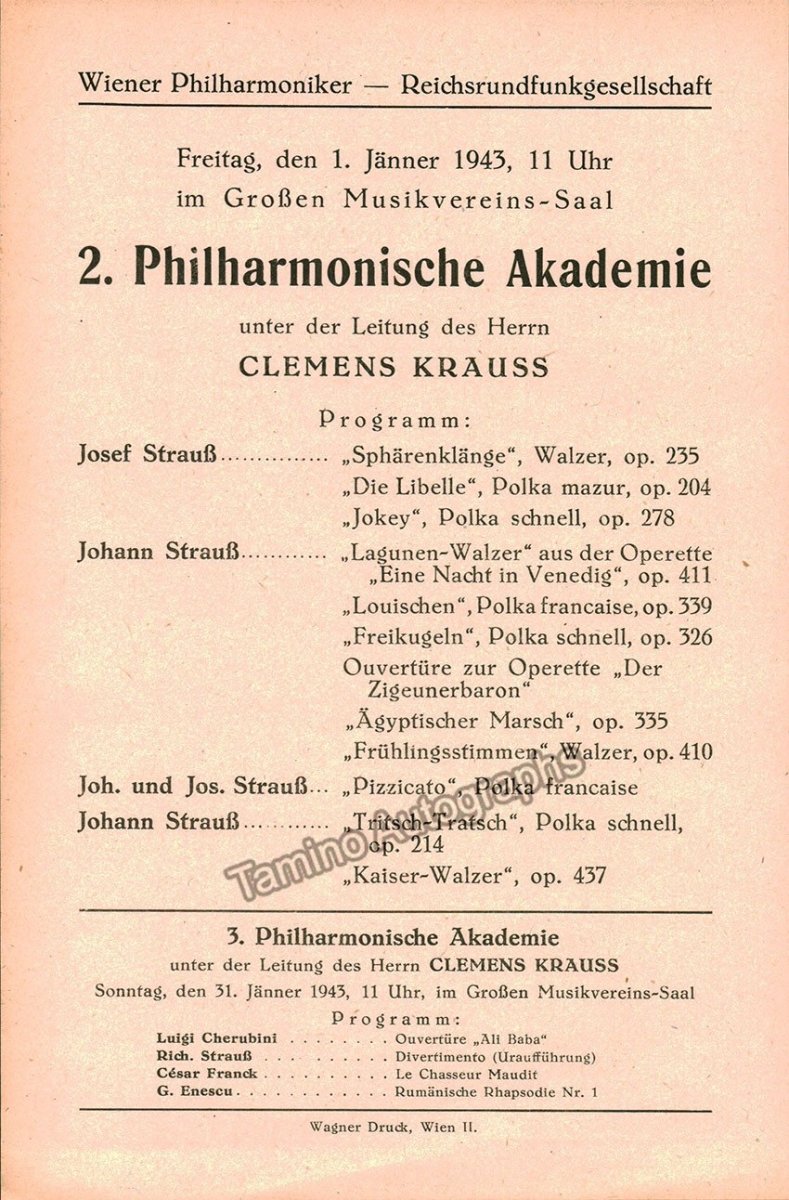 Wiener Philharmoniker — Reichsrundfunkgesellschaft
Freitag, den 1. Jänner 1943, 11 Uhr
im Großen Musikvereins-Saal
2. Philharmonische Akademie
unter der Leitung des Herrn
CLEMENS KRAUSS
Programm:
Josef Strauß............... „Sphärenklänge“, Walzer, op. 235
„Die Libelle“, Polka mazur, op. 204
„Jokey“, Polka schnell, op. 278
Johann Strauß............ „Lagunen-Walzer“ aus der Operette
„Eine Nacht in Venedig“, op. 411
„Louischen“, Polka francaise, op. 339
„Freikugeln“, Polka schnell, op. 326
Ouvertüre zur Operette „Der
Zigeunerbaron“
„Ägyptischer Marsch“, op. 335
„Frühlingsstimmen“, Walzer, op. 410
Joh. und Jos. Strauß... „Pizzicato“, Polka francaise
Johann Strauß............ „Tritsch-Tratsch“, Polka schnell,
op. 214
„Kaiser-Walzer“, op. 437
Tamino Autographs
3. Philharmonische Akademie
unter der Leitung des Herrn CLEMENS KRAUSS
Sonntag, den 31. Jänner 1943, 11 Uhr, im Großen Musikvereins-Saal
Programm:
Luigi Cherubini . . . . . . . . Ouvertüre „Ali Baba“
Rich. Strauß . . . . . . . . . Divertimento (Uraufführung)
César Franck . . . . . . . . . . Le Chasseur Maudit
G. Enescu . . . . . . . . . . . . Rumänische Rhapsodie Nr. 1
Wagner Druck, Wien II.